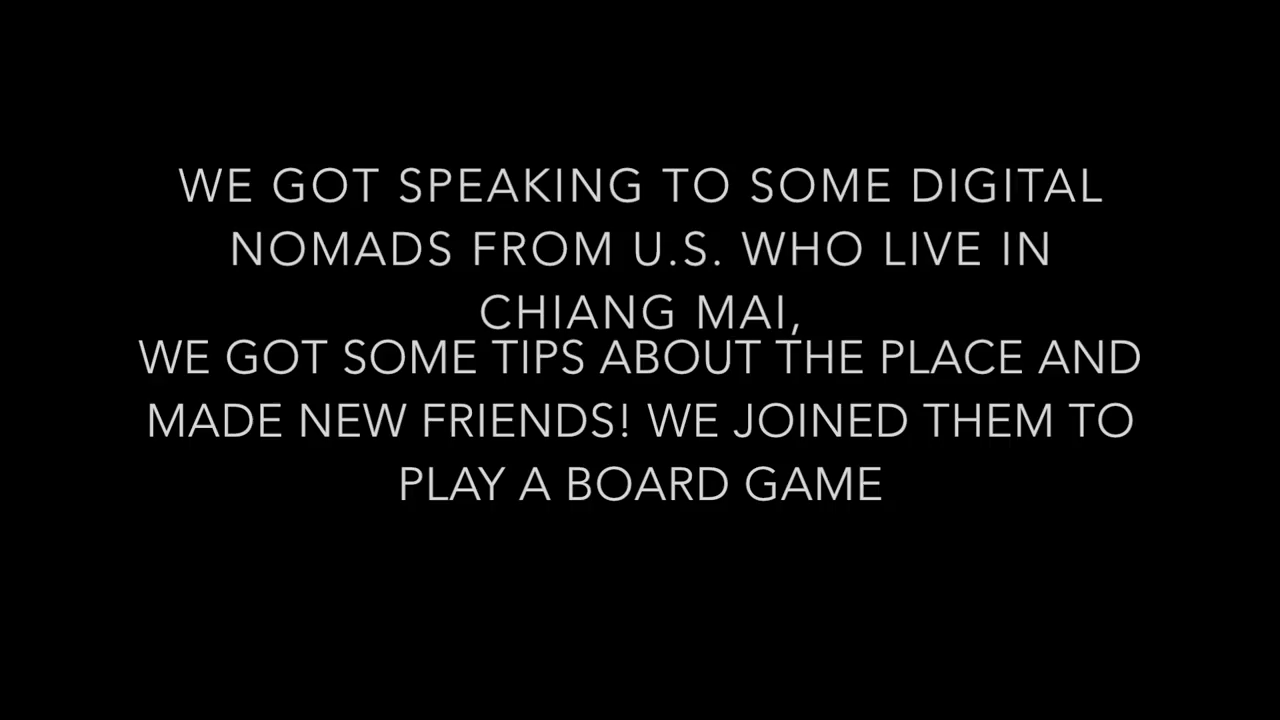 WE GOT SPEAKING TO SOME DIGITAL
NOMADS FROM U.S. WHO LIVE IN
CHIANG MAI,
WE GOT SOME TIPS ABOUT THE PLACE AND
MADE NEW FRIENDS! WE JOINED THEM TO
PLAY A BOARD GAME